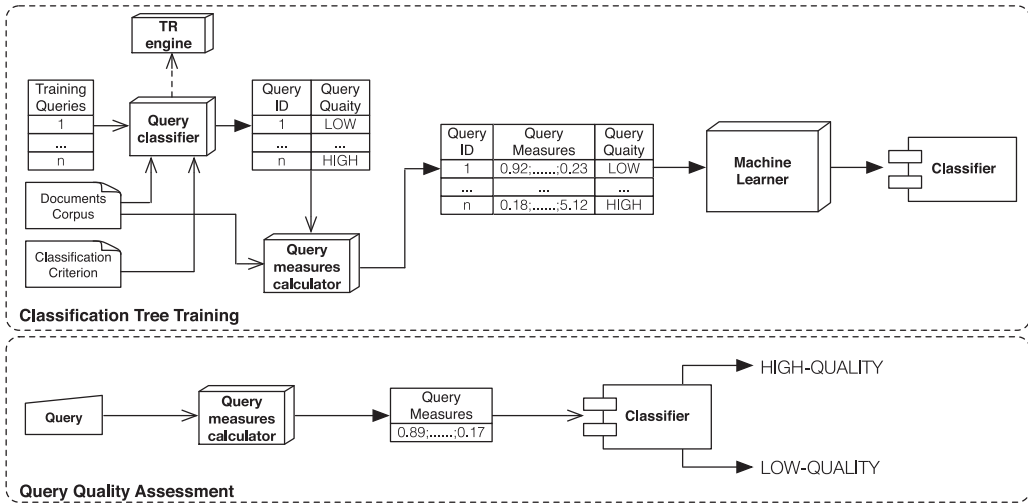 TR
engine
Training
Queries
1
...
n
Query
classifier
Query Query
ID Quaity
1 LOW
... ...
n HIGH
Documents
Corpus
Classification
Criterion
Query
measures
calculator
Query Query Query
ID Measures Quaity
1 0.92;......;0.23 LOW
... ... ...
n 0.18;......;5.12 HIGH
Machine
Learner
Classifier
Classification Tree Training
Query
Query
measures
calculator
Query
Measures
0.89;......;0.17
Classifier
HIGH-QUALITY
LOW-QUALITY
Query Quality Assessment